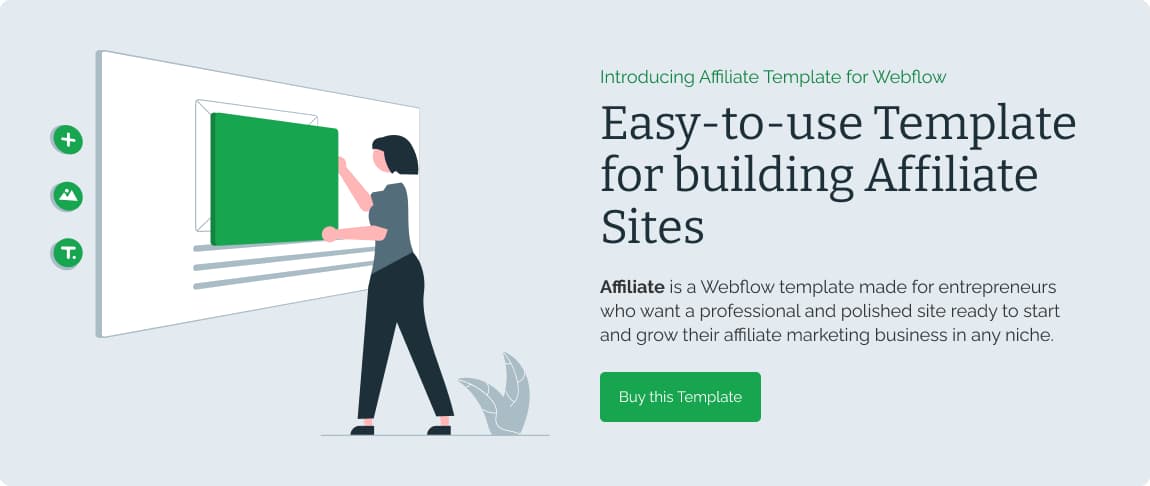 Introducing Affiliate Template for Webflow
Easy-to-use Template
for building Affiliate
Sites
Affiliate is a Webflow template made for entrepreneurs
who want a professional and polished site ready to start
and grow their affiliate marketing business in any niche.
Buy this Template
T.